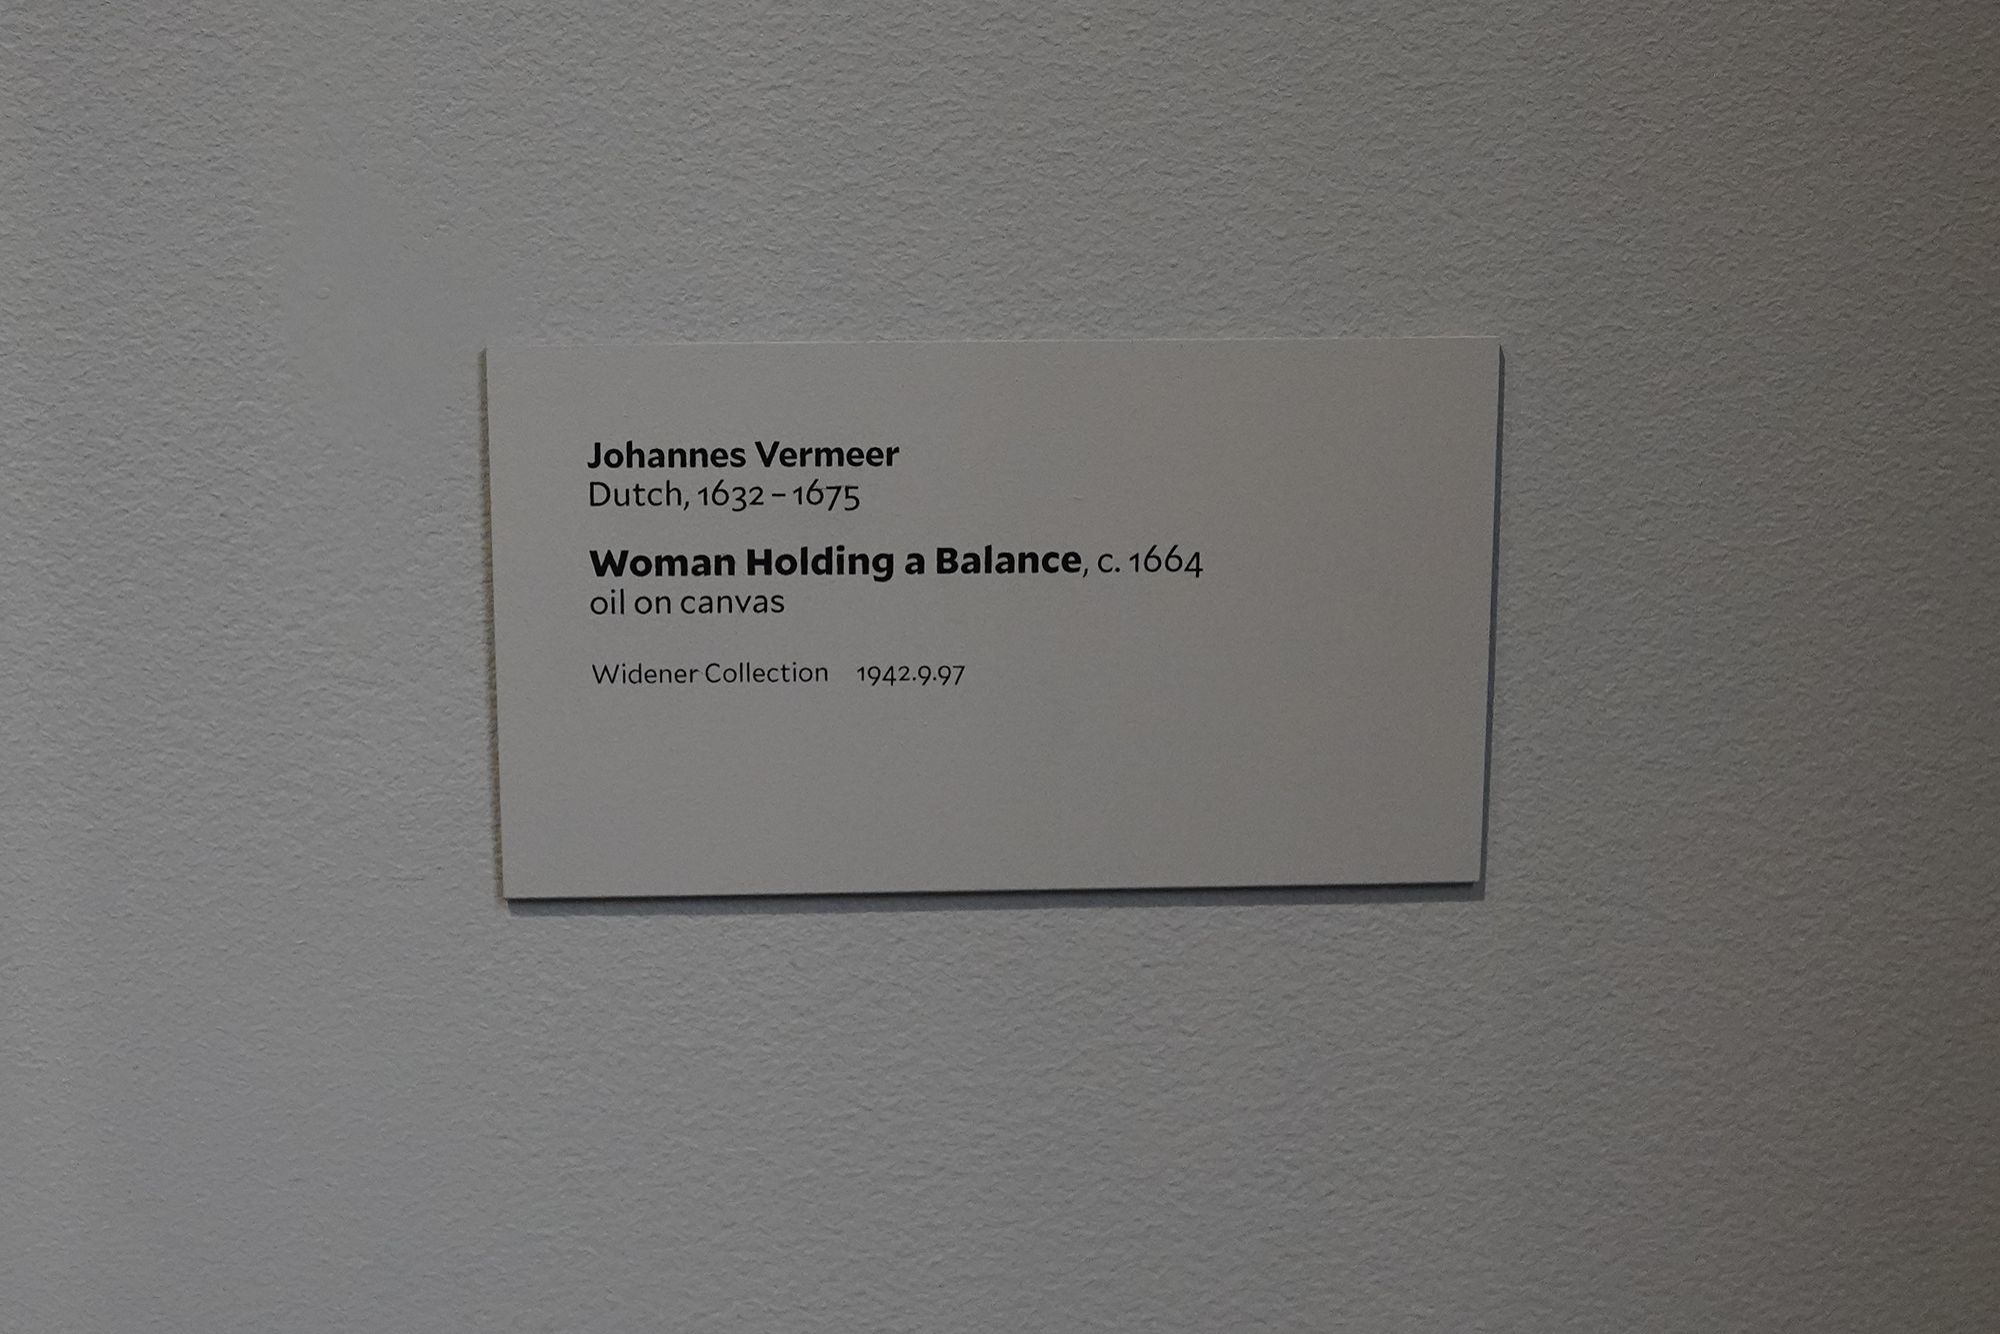 Johannes Vermeer
Dutch, 1632 – 1675
Woman Holding a Balance, c. 1664
oil on canvas
Widener Collection 1942.9.97